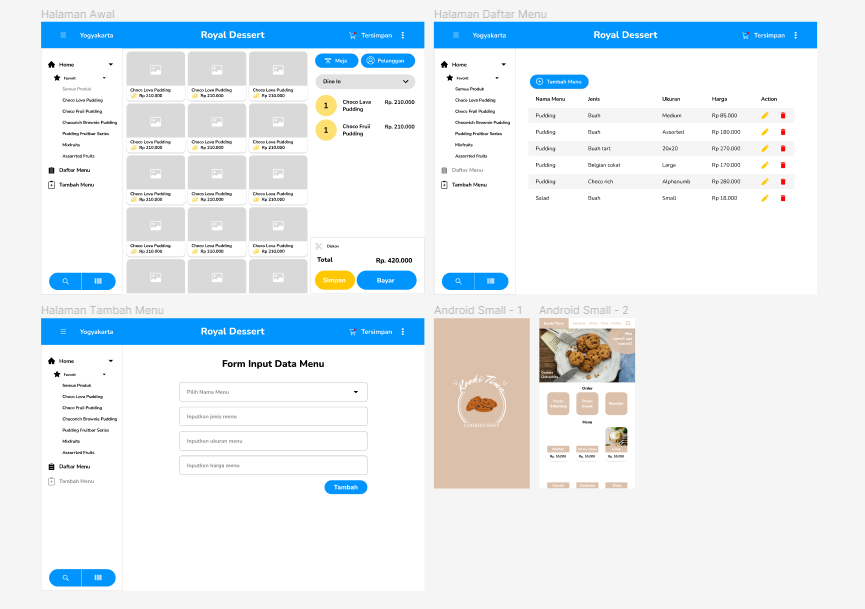 Halaman Awal
Yogyakarta
Royal Dessert
Tersimpan
Home
Favorit
Semua Produk
Choco Lava Pudding
Choco Fruit Pudding
Chocorich Brownie Pudding
Pudding Fruitbar Series
Mixfruits
Assorted Fruits
Daftar Menu
Tambah Menu
Choco Lava Pudding
Rp 210.000
Choco Lava Pudding
Rp 210.000
Choco Lava Pudding
Rp 210.000
Choco Lava Pudding
Rp 210.000
Choco Lava Pudding
Rp 210.000
Choco Lava Pudding
Rp 210.000
Choco Lava Pudding
Rp 210.000
Choco Lava Pudding
Rp 210.000
Choco Lava Pudding
Rp 210.000
Choco Lava Pudding
Rp 210.000
Choco Lava Pudding
Rp 210.000
Choco Lava Pudding
Rp 210.000
Meja
Pelanggan
Dine In
1
Choco Lava
Pudding
Rp. 210.000
1
Choco Fruit
Pudding
Rp. 210.000
Diskon
Total
Rp. 420.000
Simpan
Bayar
Halaman Daftar Menu
Yogyakarta
Royal Dessert
Tersimpan
Home
Favorit
Semua Produk
Choco Lava Pudding
Choco Fruit Pudding
Chocorich Brownie Pudding
Pudding Fruitbar Series
Mixfruits
Assorted Fruits
Daftar Menu
Tambah Menu
Tambah Menu
Nama Menu Jenis Ukuran Harga Action
Pudding Buah Medium Rp 85.000
Pudding Buah Assorted Rp 180.000
Pudding Buah tart 20x20 Rp 270.000
Pudding Belgian coklat Large Rp 170.000
Pudding Choco rich Alphanumb Rp 280.000
Salad Buah Small Rp 18.000
Halaman Tambah Menu
Yogyakarta
Royal Dessert
Tersimpan
Home
Favorit
Semua Produk
Choco Lava Pudding
Choco Fruit Pudding
Chocorich Brownie Pudding
Pudding Fruitbar Series
Mixfruits
Assorted Fruits
Daftar Menu
Tambah Menu
Form Input Data Menu
Pilih Nama Menu
Inputkan jenis menu
Inputkan ukuran menu
Inputkan harga menu
Tambah
Android Small - 1
Kooki Time
COOKIES SHOP
Android Small - 2
Order
Menu
Rp. 10.000
Rp. 10.000
Rp. 10.000